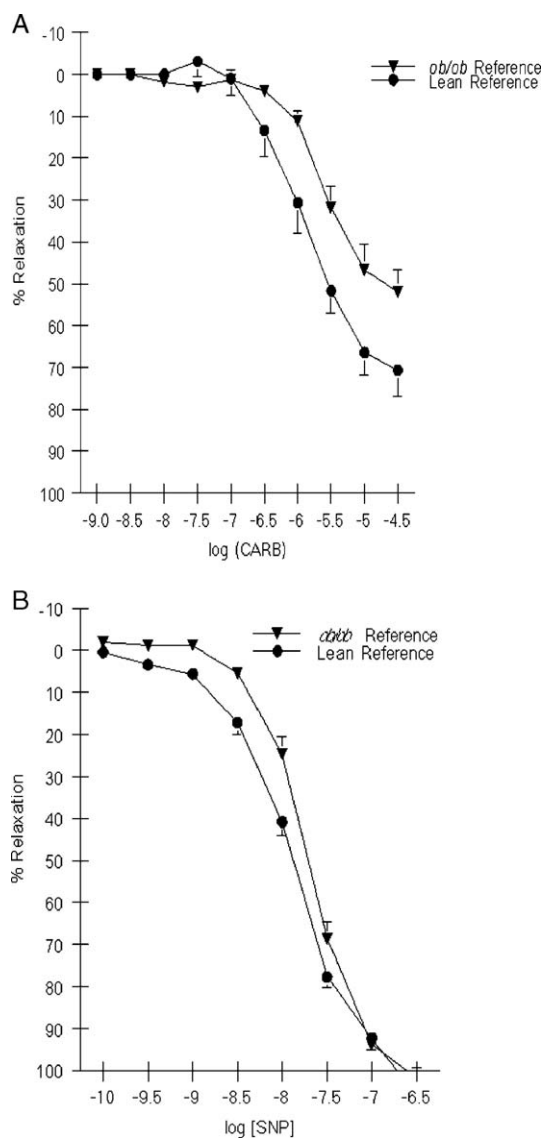 A
-10
0
10
20
30
40
50
60
70
80
90
100
% Relaxation
ob/ob Reference
Lean Reference
-9.0 -8.5 -8 -7.5 -7 -6.5 -6 -5.5 -5 -4.5
log (CARB)
B
-10
0
10
20
30
40
50
60
70
80
90
100
% Relaxation
ob/ob Reference
Lean Reference
-10 -9.5 -9 -8.5 -8 -7.5 -7 -6.5
log [SNP]